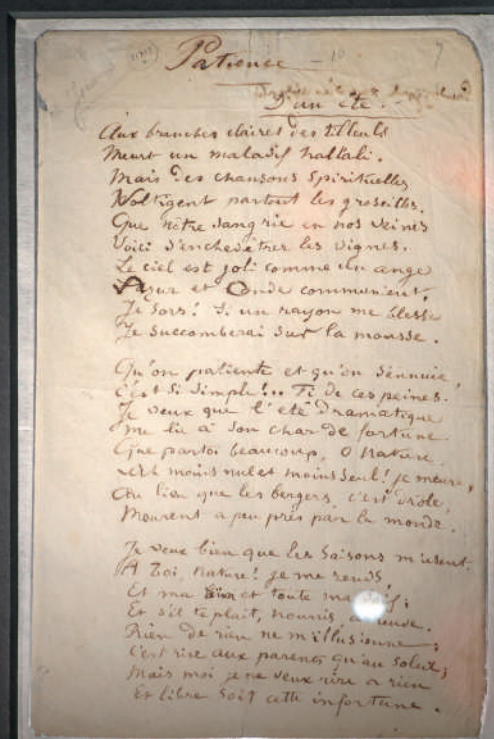 Patience
D'un été.
Aux branches claires des tilleuls
Meurt un maladif hallali.
Mais des chansons spirituelles
Voltigent partout les groseilles.
Que notre sang rie en nos veines
Voici s'enchevêtrer les vignes.
Le ciel est joli comme un ange
Azur et Onde communient,
Je sors! Si un rayon me blesse
Je succomberai sur la mousse.
Qu'on patiente et qu'on s'ennuie,
C'est si simple!.. Fi de ces peines.
Je veux que l'été dramatique
Me lie à son char de fortune.
Que par toi beaucoup, O Nature,
Ah moins nul et moins seul! je meure,
Au lieu que les bergers, c'est drôle,
Meurent à peu près par le monde.
Je veux bien que les saisons m'usent.
A Toi, Nature! je me rends,
Et ma faim et toute ma soif;
Et s'il te plaît, nourris, abreuve.
Rien de rien ne m'illusionne;
C'est rire aux parents qu'au soleil;
Mais moi je ne veux rire à rien
Et libre soit cette infortune.